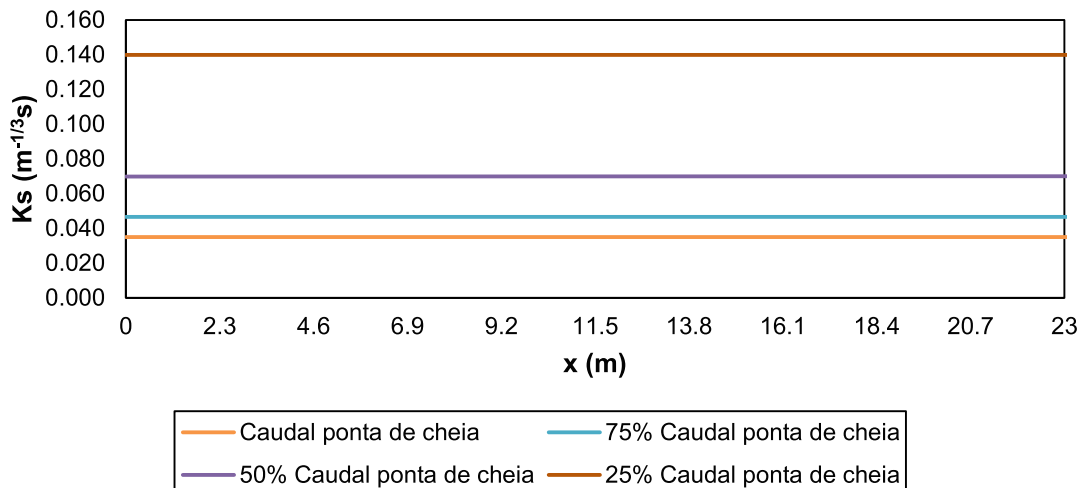 0.160
0.140
0.120
0.100
0.080
0.060
0.040
0.020
0.000
Ks (m-1/3s)
0 2.3 4.6 6.9 9.2 11.5 13.8 16.1 18.4 20.7 23
x (m)
Caudal ponta de cheia 75% Caudal ponta de cheia
50% Caudal ponta de cheia 25% Caudal ponta de cheia